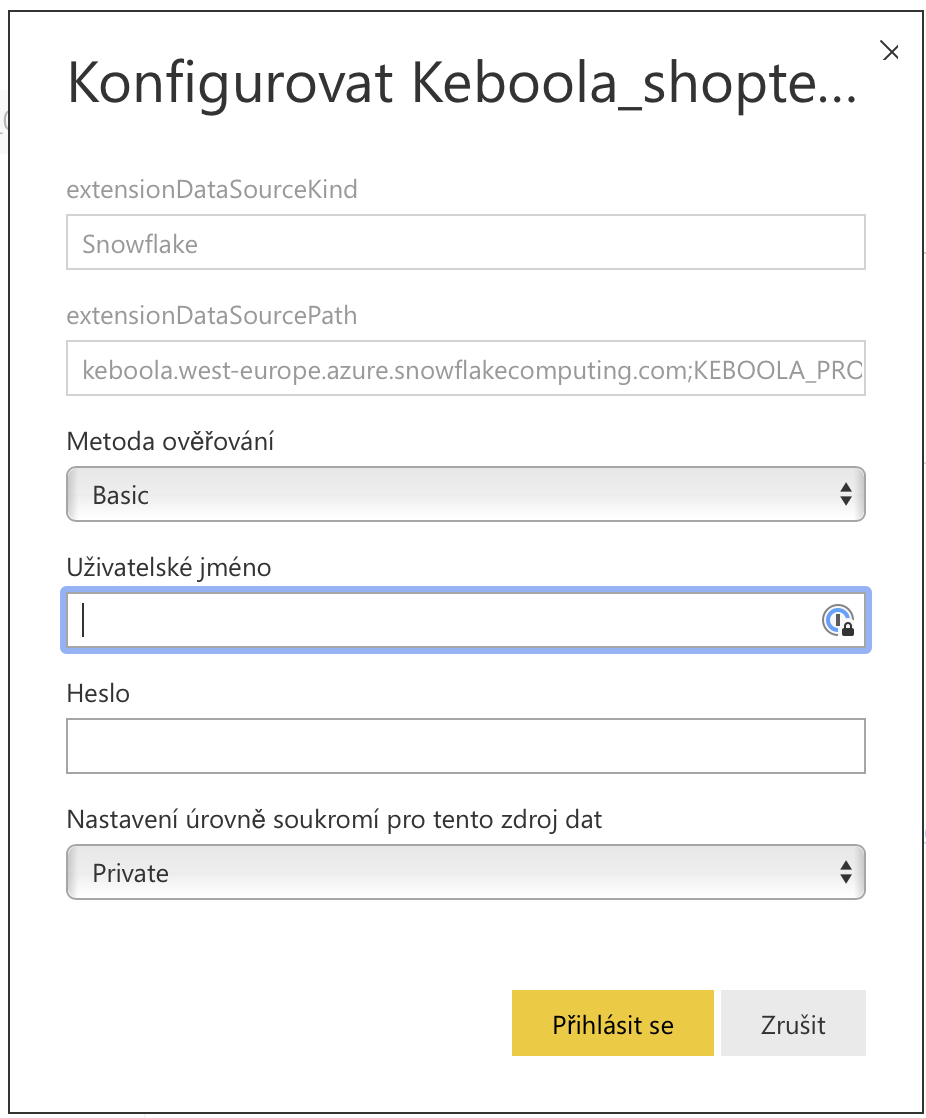 Konfigurovat Keboola_shopte...
extensionDataSourceKind
Snowflake
extensionDataSourcePath
keboola.west-europe.azure.snowflakecomputing.com;KEBOOLA_PRO
Metoda ověřování
Basic
Uživatelské jméno
Heslo
Nastavení úrovně soukromí pro tento zdroj dat
Private
Přihlásit se
Zrušit